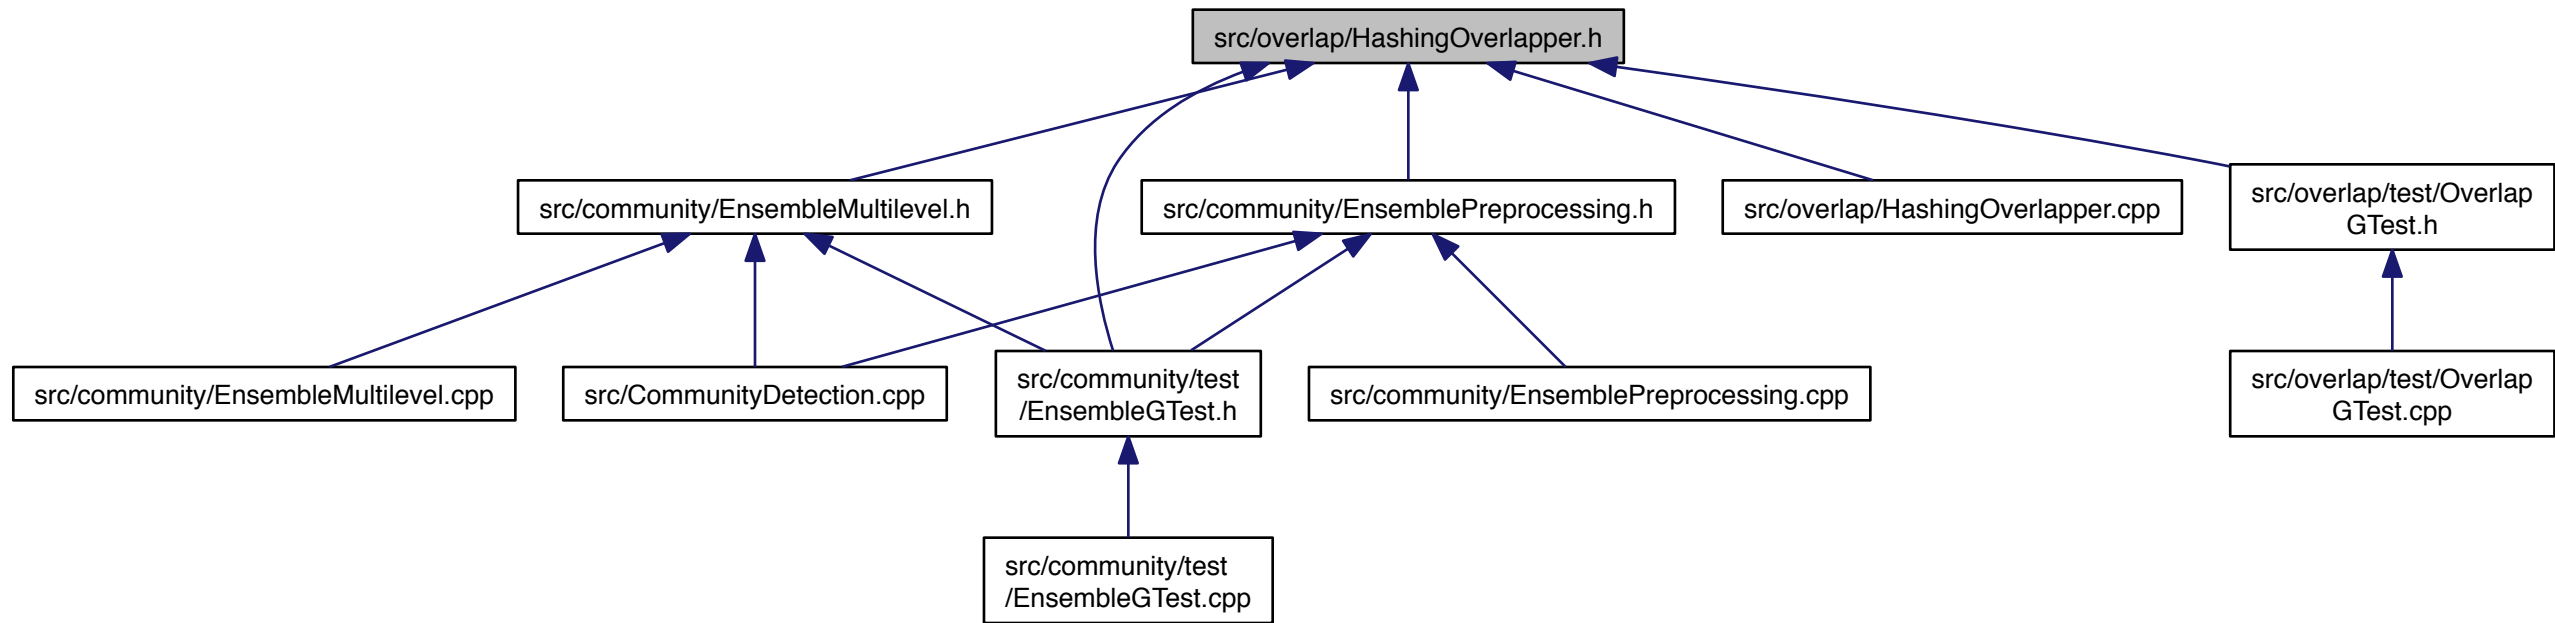 src/overlap/HashingOverlapper.h
src/community/EnsembleMultilevel.h
src/community/EnsemblePreprocessing.h
src/overlap/HashingOverlapper.cpp
src/overlap/test/Overlap
GTest.h
src/community/EnsembleMultilevel.cpp
src/CommunityDetection.cpp
src/community/test
/EnsembleGTest.h
src/community/EnsemblePreprocessing.cpp
src/overlap/test/Overlap
GTest.cpp
src/community/test
/EnsembleGTest.cpp